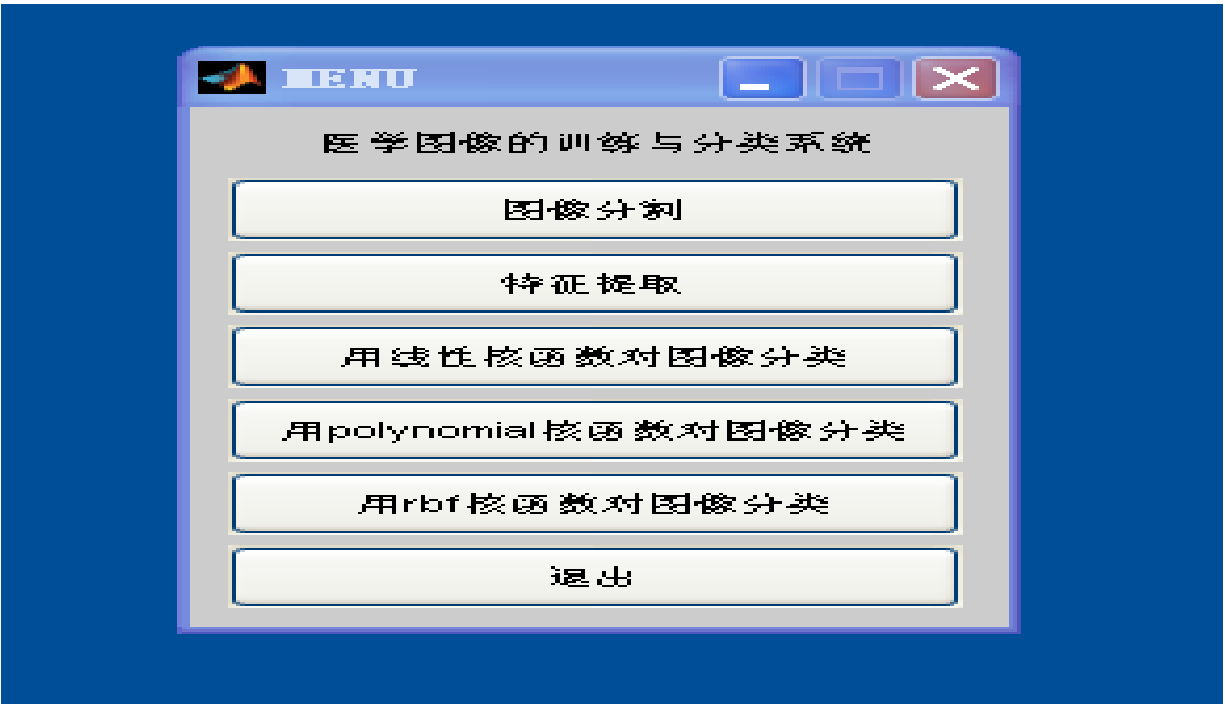 MENU
医学图像的训练与分类系统
图像分割
特征提取
用线性核函数对图像分类
用polynomial核函数对图像分类
用rbf核函数对图像分类
退出